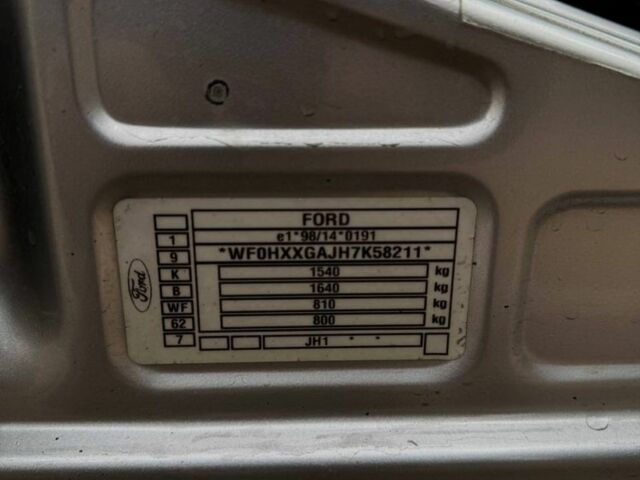 FORD
1 e1*98/14*0191
9 *WF0HXXGAJH7K58211*
K 1540 kg
B 1640 kg
WF 810 kg
62 800 kg
7 JH1 * *
Ford